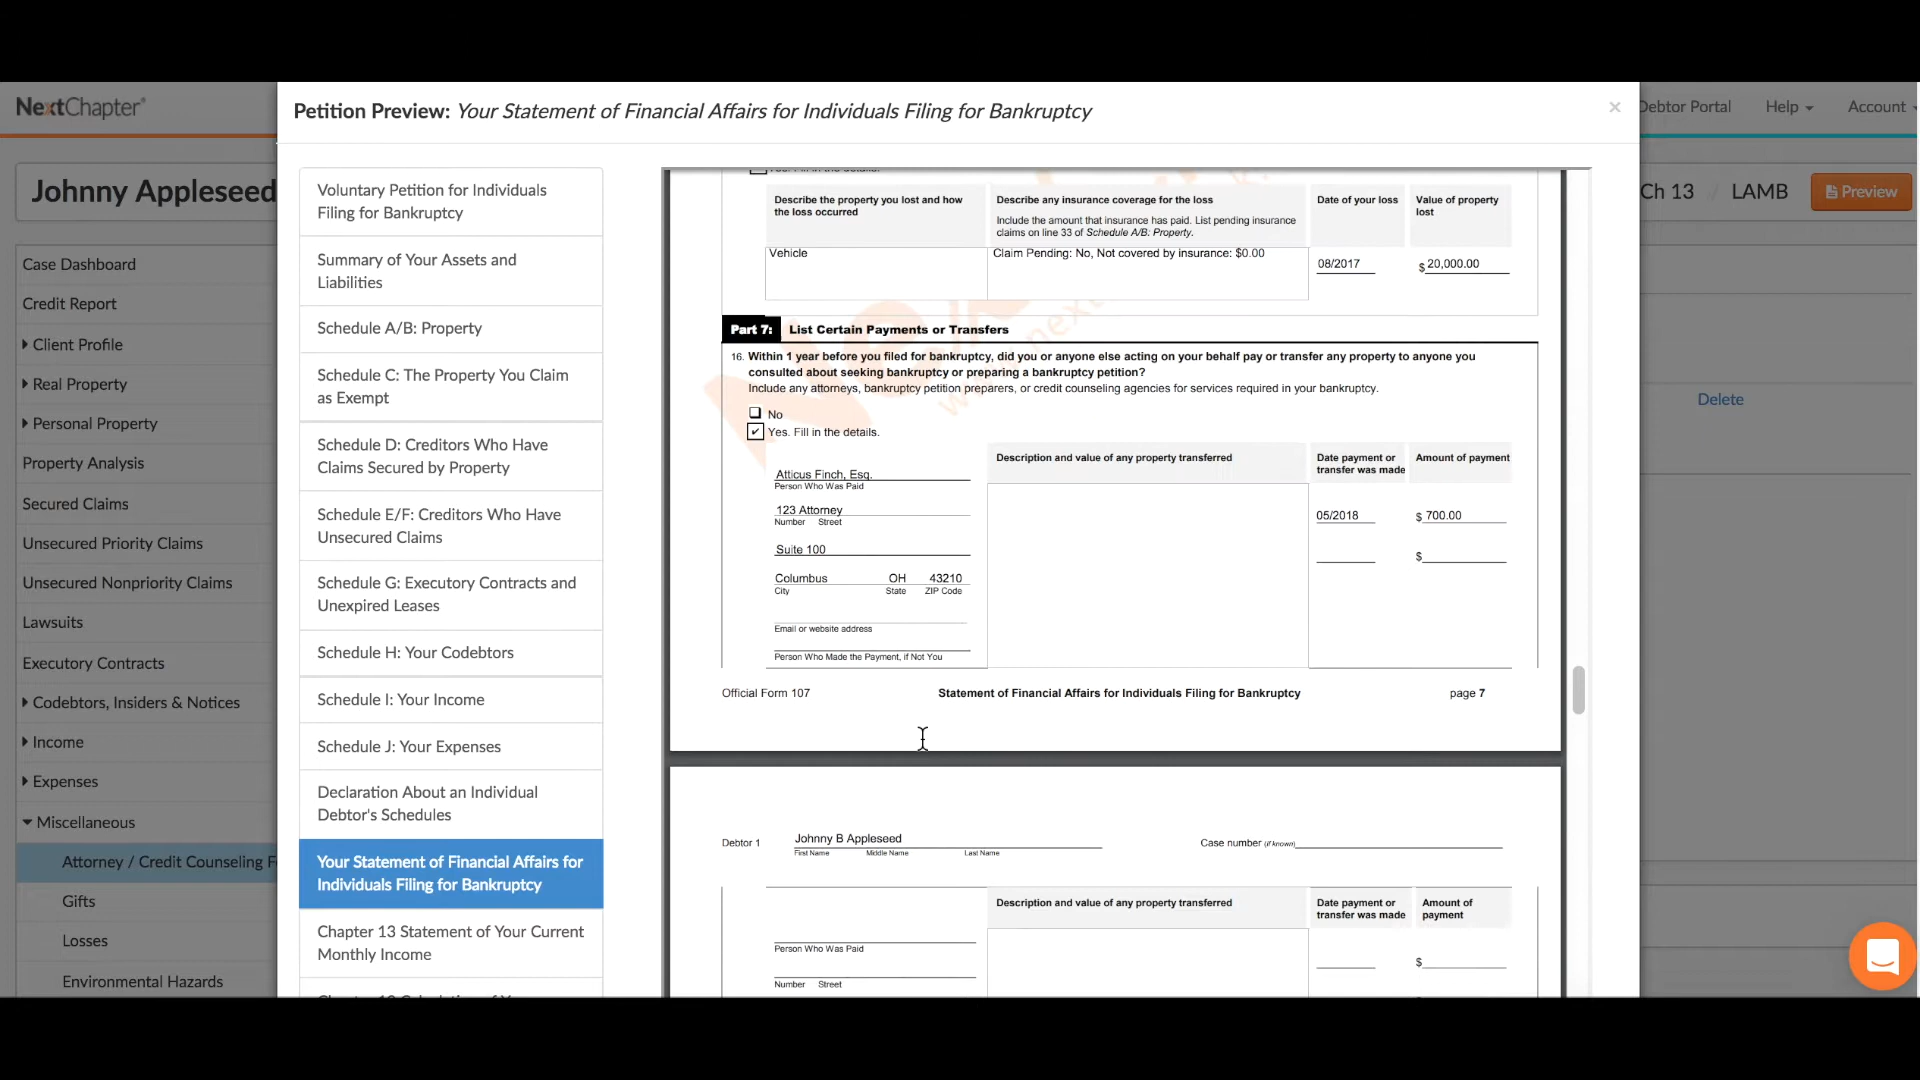 NextChapter
Petition Preview: Your Statement of Financial Affairs for Individuals Filing for Bankruptcy
×
Debtor Portal
Help
Account
Johnny Appleseed
Ch 13 / LAMB
Preview
Delete
Case Dashboard
Credit Report
Client Profile
Real Property
Personal Property
Property Analysis
Secured Claims
Unsecured Priority Claims
Unsecured Nonpriority Claims
Lawsuits
Executory Contracts
Codebtors, Insiders & Notices
Income
Expenses
Miscellaneous
Attorney / Credit Counseling F
Gifts
Losses
Environmental Hazards
Voluntary Petition for Individuals
Filing for Bankruptcy
Summary of Your Assets and
Liabilities
Schedule A/B: Property
Schedule C: The Property You Claim
as Exempt
Schedule D: Creditors Who Have
Claims Secured by Property
Schedule E/F: Creditors Who Have
Unsecured Claims
Schedule G: Executory Contracts and
Unexpired Leases
Schedule H: Your Codebtors
Schedule I: Your Income
Schedule J: Your Expenses
Declaration About an Individual
Debtor's Schedules
Your Statement of Financial Affairs for
Individuals Filing for Bankruptcy
Chapter 13 Statement of Your Current
Monthly Income
Describe the property you lost and how
the loss occurred
Describe any insurance coverage for the loss
Include the amount that insurance has paid. List pending insurance
claims on line 33 of Schedule A/B: Property.
Date of your loss
Value of property
lost
Vehicle
Claim Pending: No, Not covered by insurance: $0.00
08/2017
$ 20,000.00
Part 7: List Certain Payments or Transfers
16. Within 1 year before you filed for bankruptcy, did you or anyone else acting on your behalf pay or transfer any property to anyone you
consulted about seeking bankruptcy or preparing a bankruptcy petition?
Include any attorneys, bankruptcy petition preparers, or credit counseling agencies for services required in your bankruptcy.
No
Yes. Fill in the details.
Description and value of any property transferred
Date payment or
transfer was made
Amount of payment
Atticus Finch, Esq.
Person Who Was Paid
123 Attorney
Number Street
05/2018
$ 700.00
Suite 100
$
Columbus OH 43210
City State ZIP Code
Email or website address
Person Who Made the Payment, if Not You
Official Form 107
Statement of Financial Affairs for Individuals Filing for Bankruptcy
page 7
Debtor 1
Johnny B Appleseed
First Name Middle Name Last Name
Case number (if known)
Description and value of any property transferred
Date payment or
transfer was made
Amount of
payment
Person Who Was Paid
$
Number Street